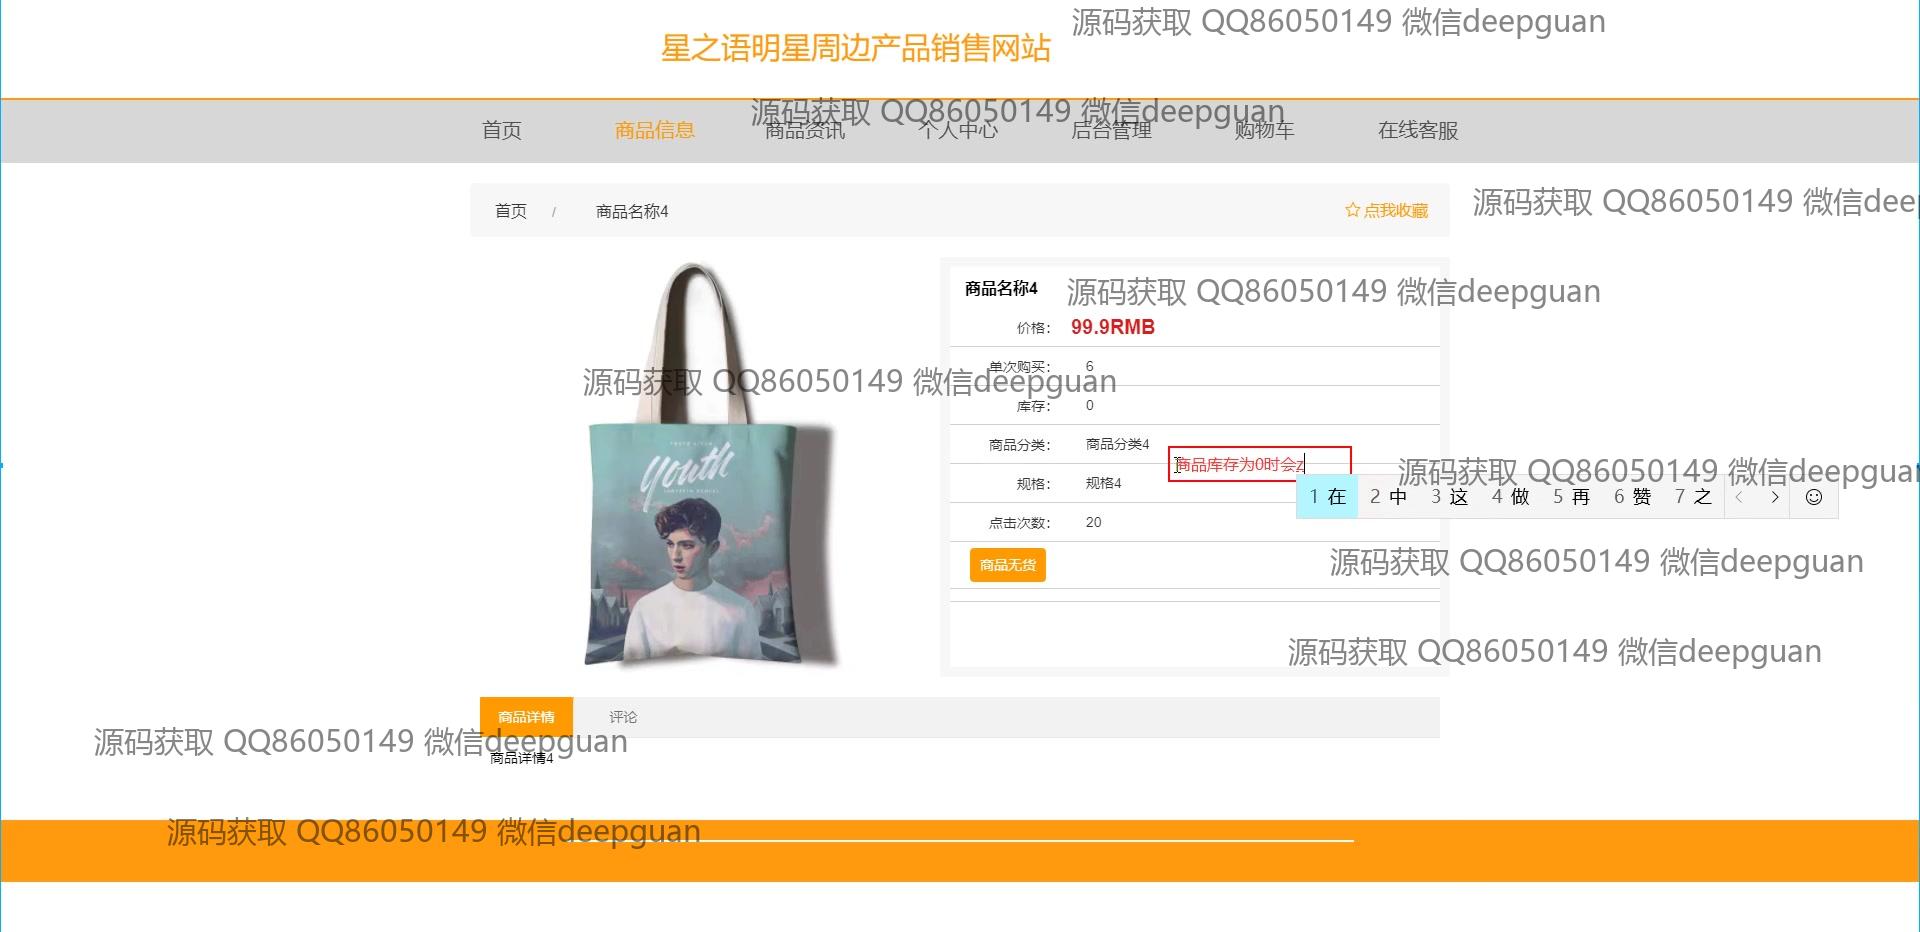 源码获取 QQ86050149 微信deepguan
星之语明星周边产品销售网站
源码获取 QQ86050149 微信deepguan
首页 商品信息 商品资讯 个人中心 后台管理 购物车 在线客服
源码获取 QQ86050149 微信dee
首页 / 商品名称4 点我收藏
商品名称4
源码获取 QQ86050149 微信deepguan
价格： 99.9RMB
单次购买： 6
源码获取 QQ86050149 微信deepguan
库存： 0
商品分类： 商品分类4
youth
商品库存为0时会z
源码获取 QQ86050149 微信deepguan
规格： 规格4
1 在 2 中 3 这 4 做 5 再 6 赞 7 之
点击次数： 20
商品无货
源码获取 QQ86050149 微信deepguan
源码获取 QQ86050149 微信deepguan
商品详情 评论
源码获取 QQ86050149 微信deepguan
商品详情4
源码获取 QQ86050149 微信deepguan